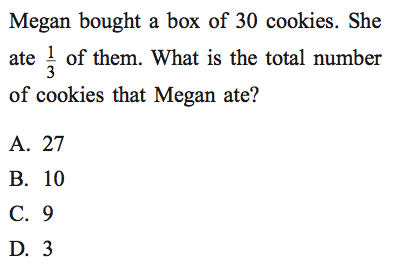 Megan bought a box of 30 cookies. She
ate 1/3 of them. What is the total number
of cookies that Megan ate?
A. 27
B. 10
C. 9
D. 3